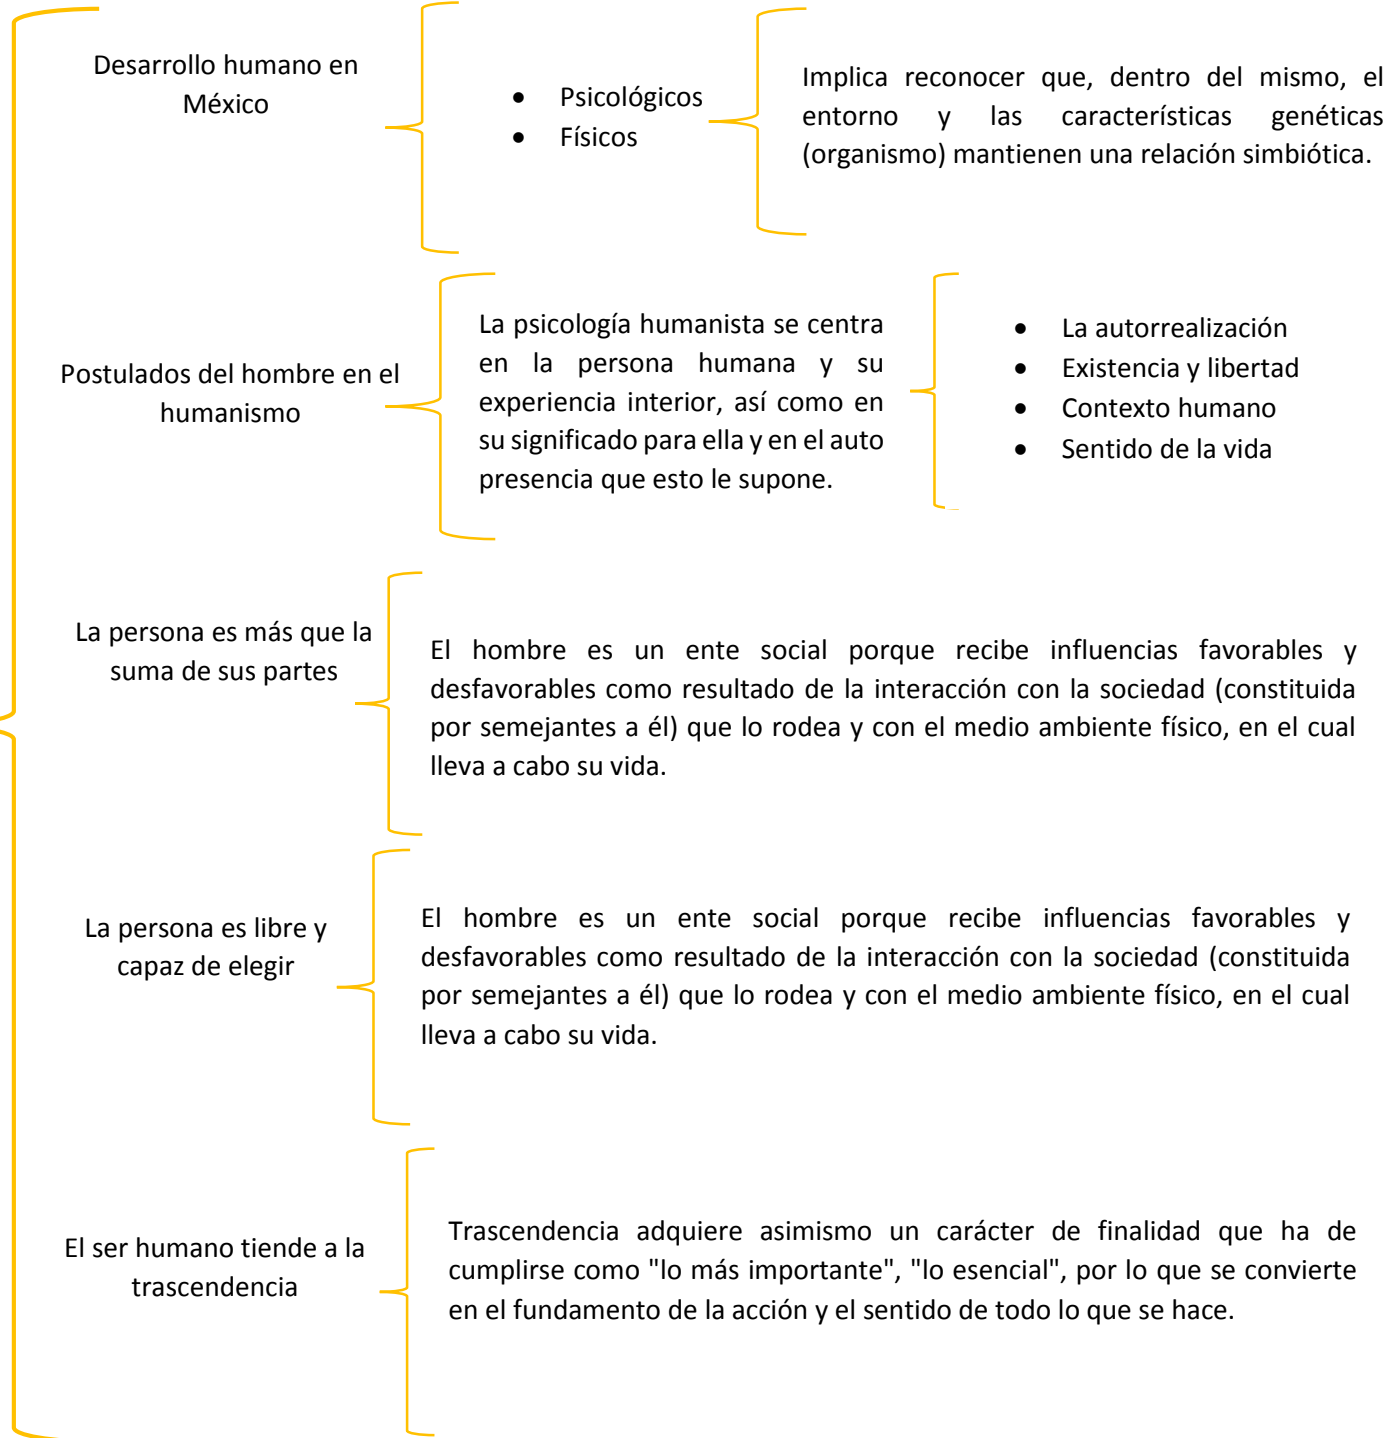 Desarrollo humano en
México
• Psicológicos
• Físicos
Implica reconocer que, dentro del mismo, el
entorno y las características genéticas
(organismo) mantienen una relación simbiótica.
Postulados del hombre en el
humanismo
La psicología humanista se centra
en la persona humana y su
experiencia interior, así como en
su significado para ella y en el auto
presencia que esto le supone.
• La autorrealización
• Existencia y libertad
• Contexto humano
• Sentido de la vida
La persona es más que la
suma de sus partes
El hombre es un ente social porque recibe influencias favorables y
desfavorables como resultado de la interacción con la sociedad (constituida
por semejantes a él) que lo rodea y con el medio ambiente físico, en el cual
lleva a cabo su vida.
La persona es libre y
capaz de elegir
El hombre es un ente social porque recibe influencias favorables y
desfavorables como resultado de la interacción con la sociedad (constituida
por semejantes a él) que lo rodea y con el medio ambiente físico, en el cual
lleva a cabo su vida.
El ser humano tiende a la
trascendencia
Trascendencia adquiere asimismo un carácter de finalidad que ha de
cumplirse como "lo más importante", "lo esencial", por lo que se convierte
en el fundamento de la acción y el sentido de todo lo que se hace.